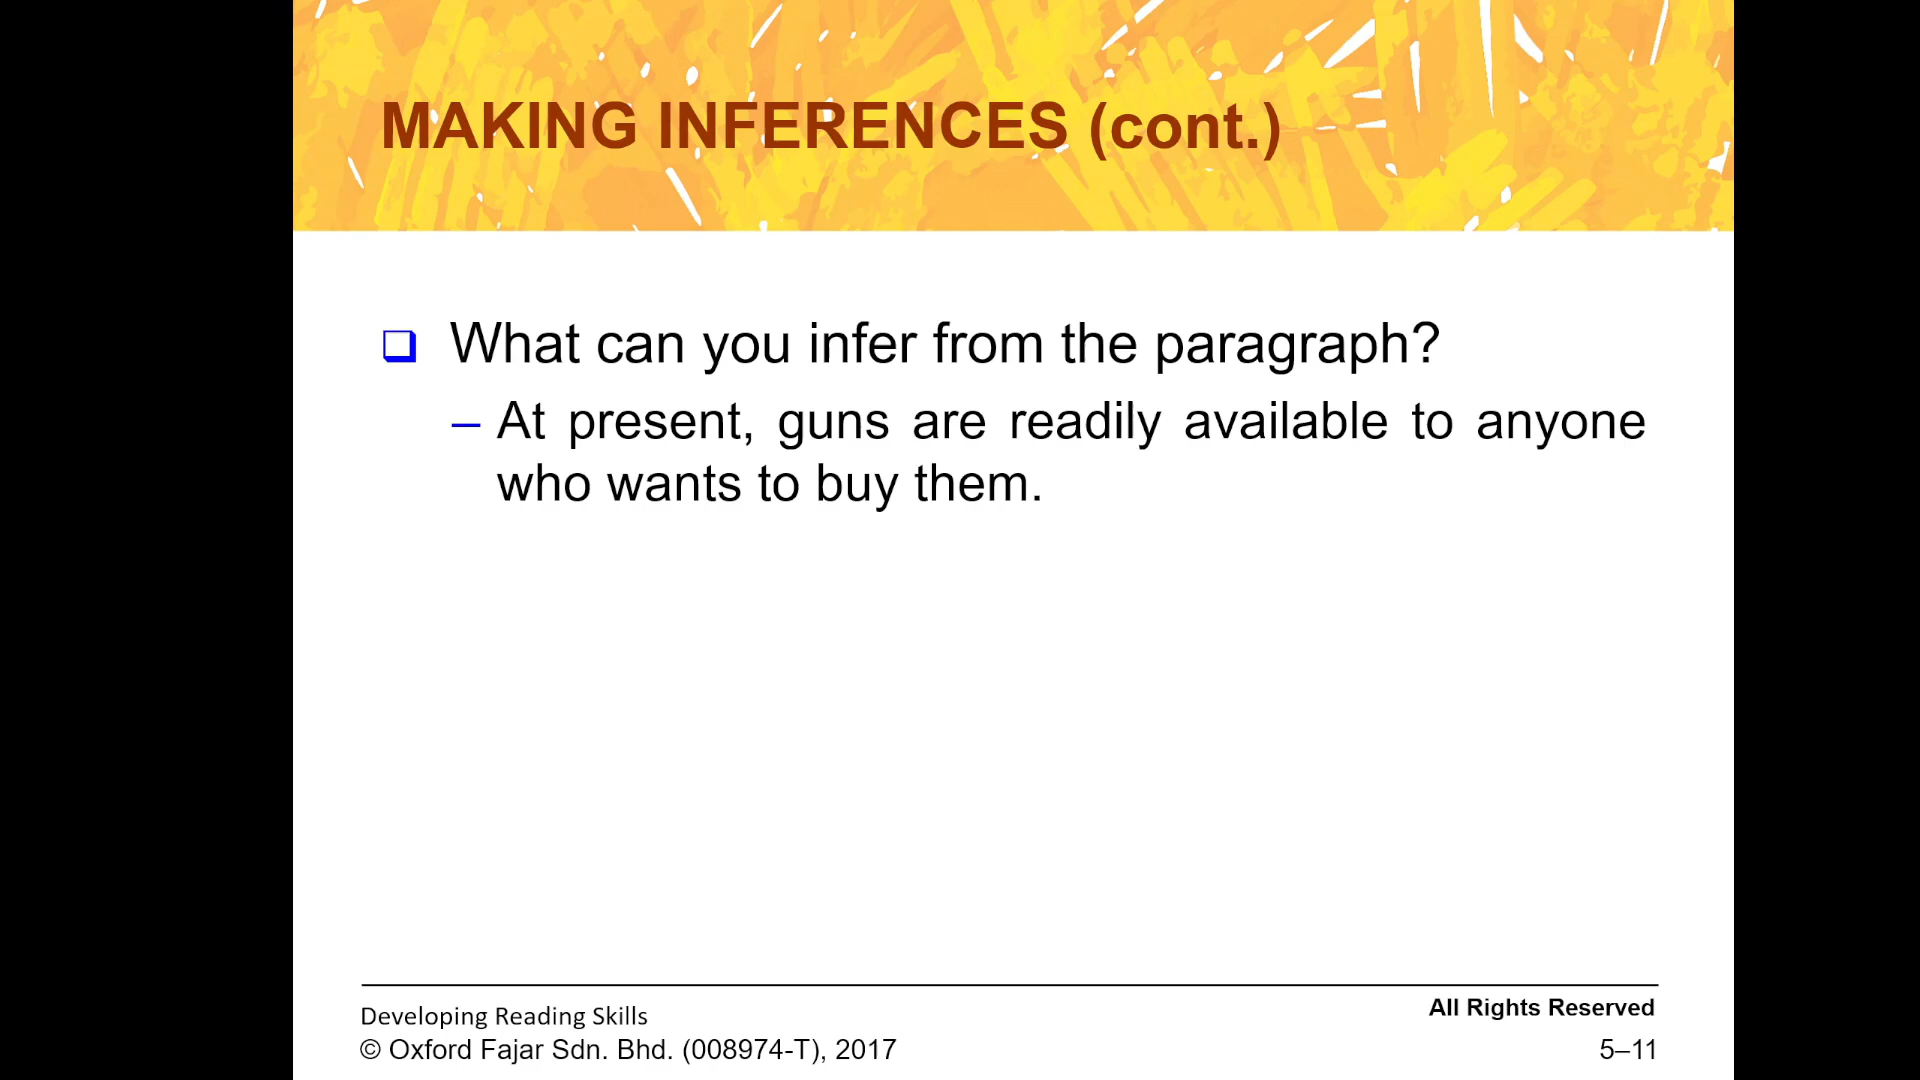 MAKING INFERENCES (cont.)
What can you infer from the paragraph?
– At present, guns are readily available to anyone
who wants to buy them.
Developing Reading Skills
All Rights Reserved
© Oxford Fajar Sdn. Bhd. (008974-T), 2017
5–11